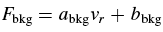 F_bkg = a_bkg v_r + b_bkg